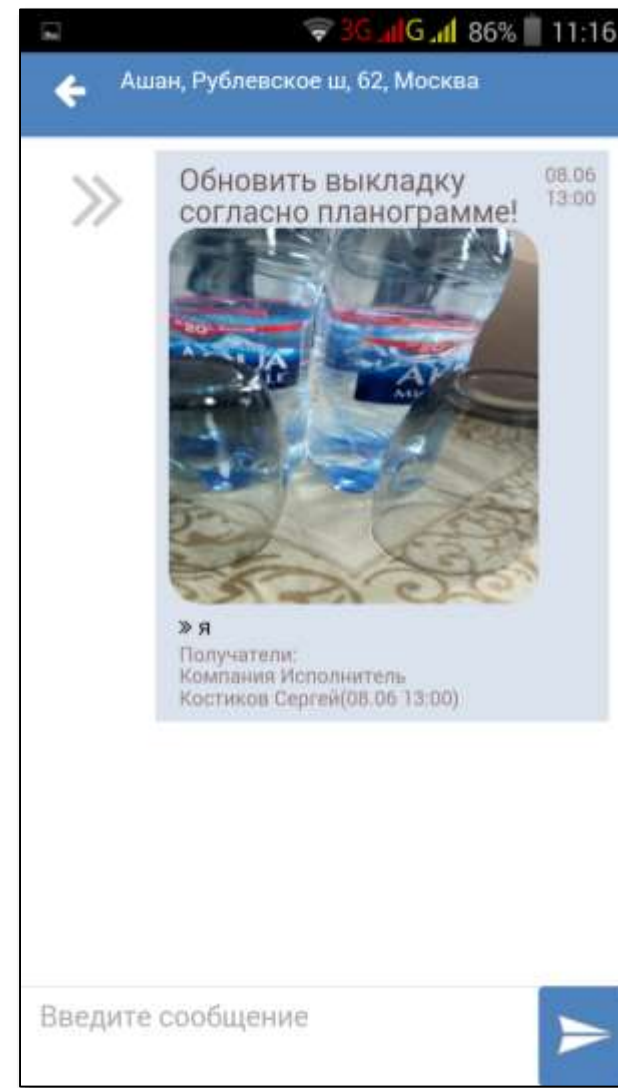 3G G 86% 11:16
Ашан, Рублевское ш, 62, Москва
Обновить выкладку
согласно планограмме!
08.06
13:00
» я
Получатели:
Компания Исполнитель
Костиков Сергей(08.06 13:00)
Введите сообщение